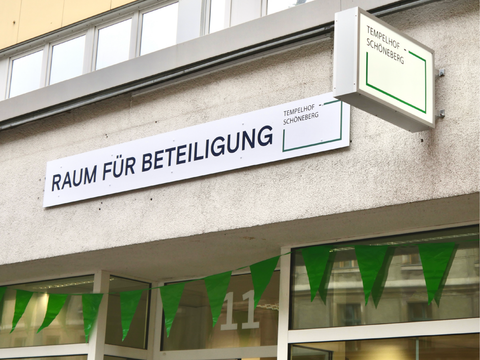 TEMPELHOF
SCHÖNEBERG
RAUM FÜR BETEILIGUNG
TEMPELHOF
SCHÖNEBERG
11